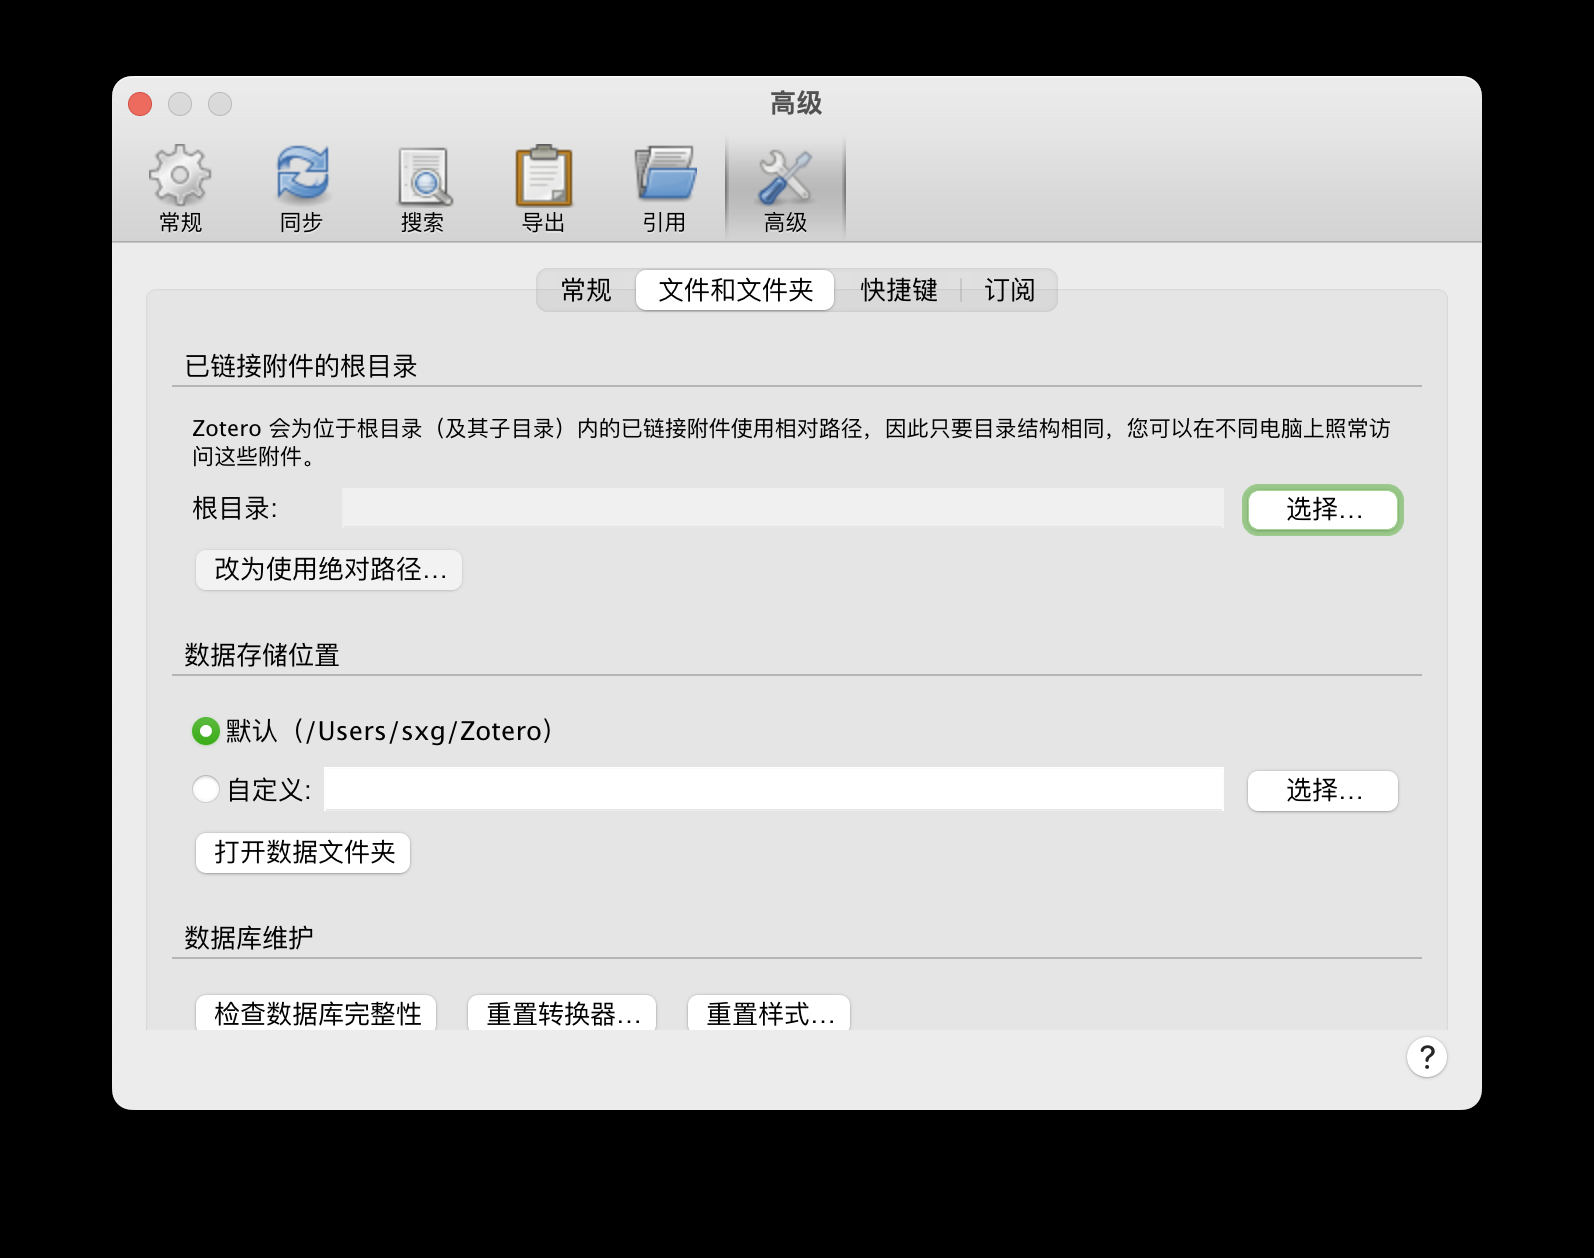 高级
常规
同步
搜索
导出
引用
高级
常规
文件和文件夹
快捷键
订阅
已链接附件的根目录
Zotero 会为位于根目录（及其子目录）内的已链接附件使用相对路径，因此只要目录结构相同，您可以在不同电脑上照常访
问这些附件。
根目录:
选择...
改为使用绝对路径...
数据存储位置
默认（/Users/sxg/Zotero）
自定义:
选择...
打开数据文件夹
数据库维护
检查数据库完整性
重置转换器...
重置样式...
?